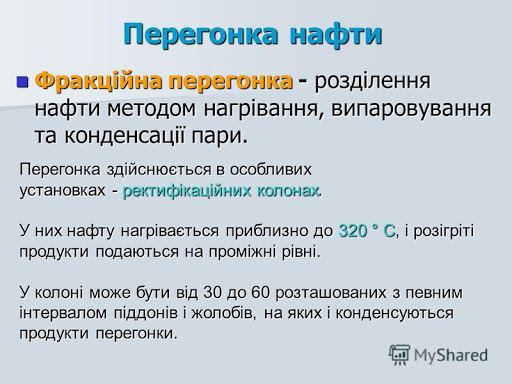 Перегонка нафти
Фракційна перегонка - розділення
нафти методом нагрівання, випаровування
та конденсації пари.
Перегонка здійснюється в особливих
установках - ректифікаційних колонах.
У них нафту нагрівається приблизно до 320 ° С, і розігріті
продукти подаються на проміжні рівні.
У колоні може бути від 30 до 60 розташованих з певним
інтервалом піддонів і жолобів, на яких і конденсуються
продукти перегонки.
MyShared